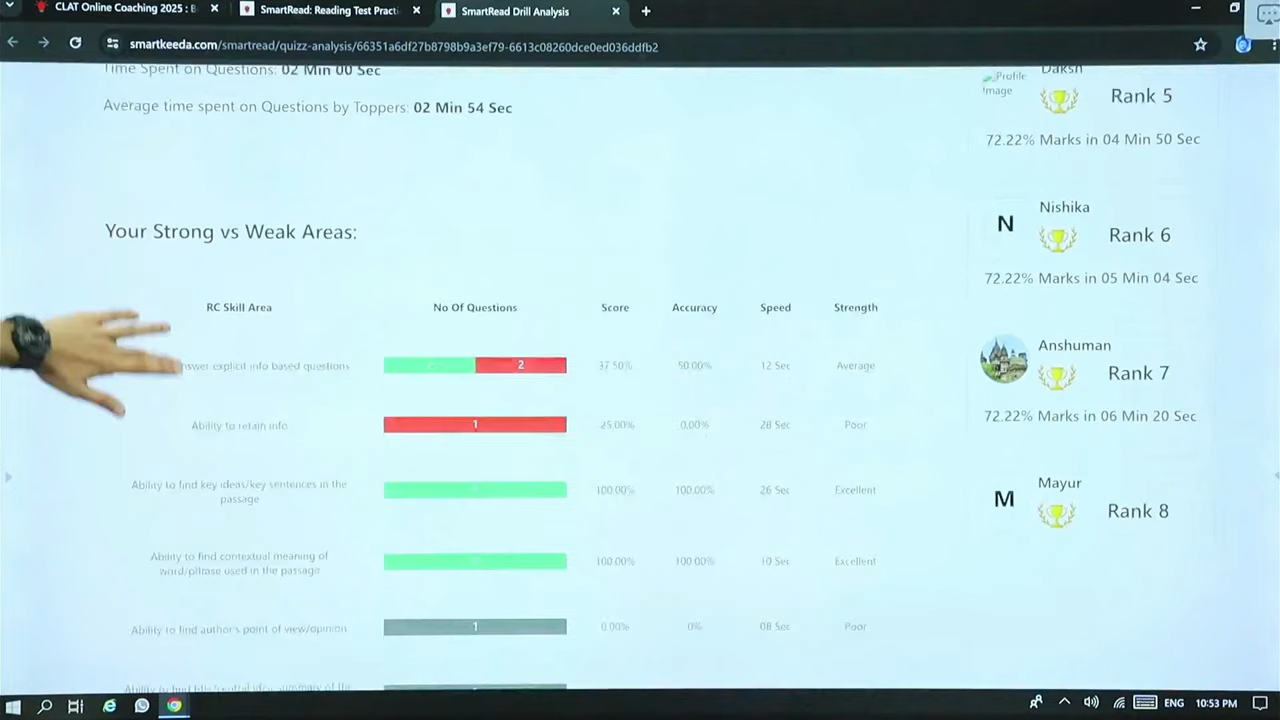 CLAT Online Coaching 2025 : B
SmartRead: Reading Test Practi
SmartRead Drill Analysis
smartkeeda.com/smartread/quizz-analysis/66351a6df27b8798b9a3ef79-6613c08260dce0ed036ddfb2
Time Spent on Questions: 02 Min 00 Sec
Average time spent on Questions by Toppers: 02 Min 54 Sec
Your Strong vs Weak Areas:
RC Skill Area No Of Questions Score Accuracy Speed Strength
answer explicit info based questions 2 37.50% 50.00% 12 Sec Average
Ability to retain info 1 -25.00% 0.00% 28 Sec Poor
Ability to find key ideas/key sentences in the
passage
100.00% 100.00% 26 Sec Excellent
Ability to find contextual meaning of
word/phrase used in the passage
100.00% 100.00% 10 Sec Excellent
Ability to find author's point of view/opinion 1 0.00% 0% 08 Sec Poor
Profile
Image
Daksh
Rank 5
72.22% Marks in 04 Min 50 Sec
N
Nishika
Rank 6
72.22% Marks in 05 Min 04 Sec
Anshuman
Rank 7
72.22% Marks in 06 Min 20 Sec
M
Mayur
Rank 8
ENG 10:53 PM